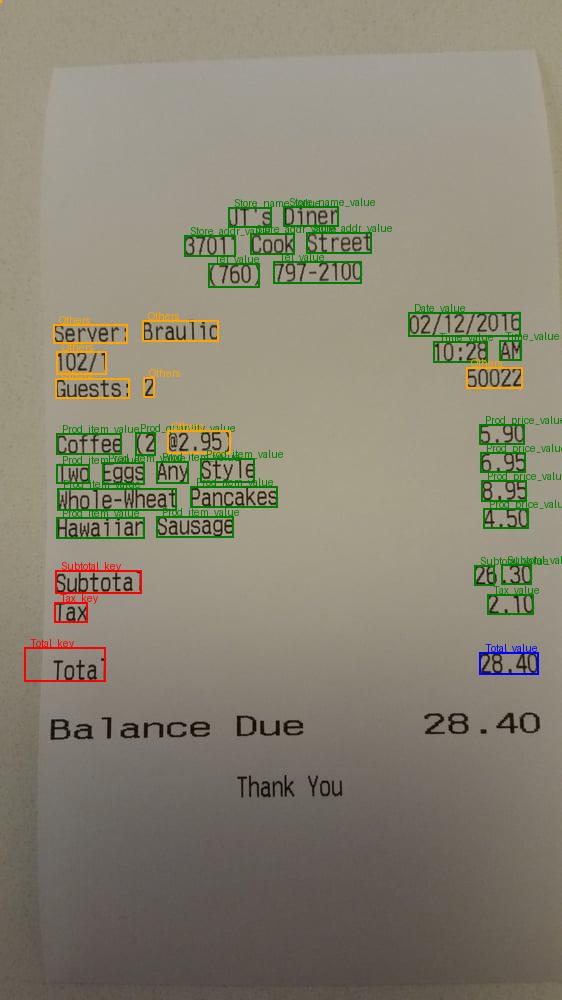 JT's Diner
3701 Cook Street
(760) 797-2100
Server: Braulio 02/12/2016
102/1 10:28 AM
Guests: 2 50022
Coffee (2 @2.95) 5.90
Two Eggs Any Style 6.95
Whole-Wheat Pancakes 8.95
Hawaiian Sausage 4.50
Subtotal 26.30
Tax 2.10
Total 28.40
Balance Due 28.40
Thank You